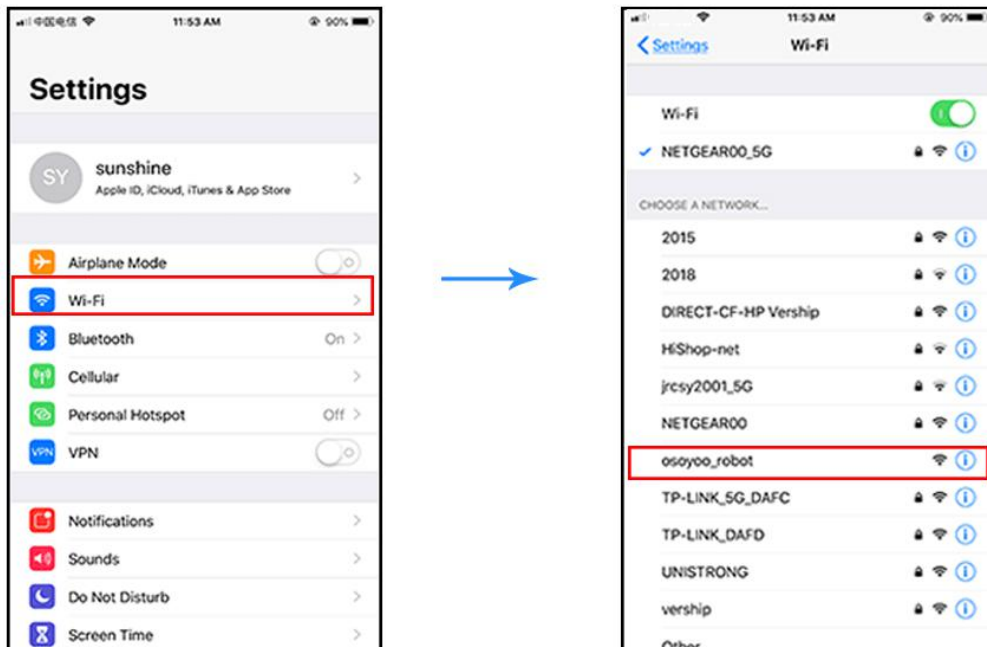 中国电信 11:53 AM 90%
Settings
SY
sunshine
Apple ID, iCloud, iTunes & App Store
Airplane Mode
Wi-Fi
Bluetooth On
Cellular
Personal Hotspot Off
VPN VPN
Notifications
Sounds
Do Not Disturb
Screen Time
11:53 AM 90%
Settings Wi-Fi
Wi-Fi
NETGEAR00_5G
CHOOSE A NETWORK...
2015
2018
DIRECT-CF-HP Vership
HiShop-net
jrcsy2001_5G
NETGEAR00
osoyoo_robot
TP-LINK_5G_DAFC
TP-LINK_DAFD
UNISTRONG
vership
Other